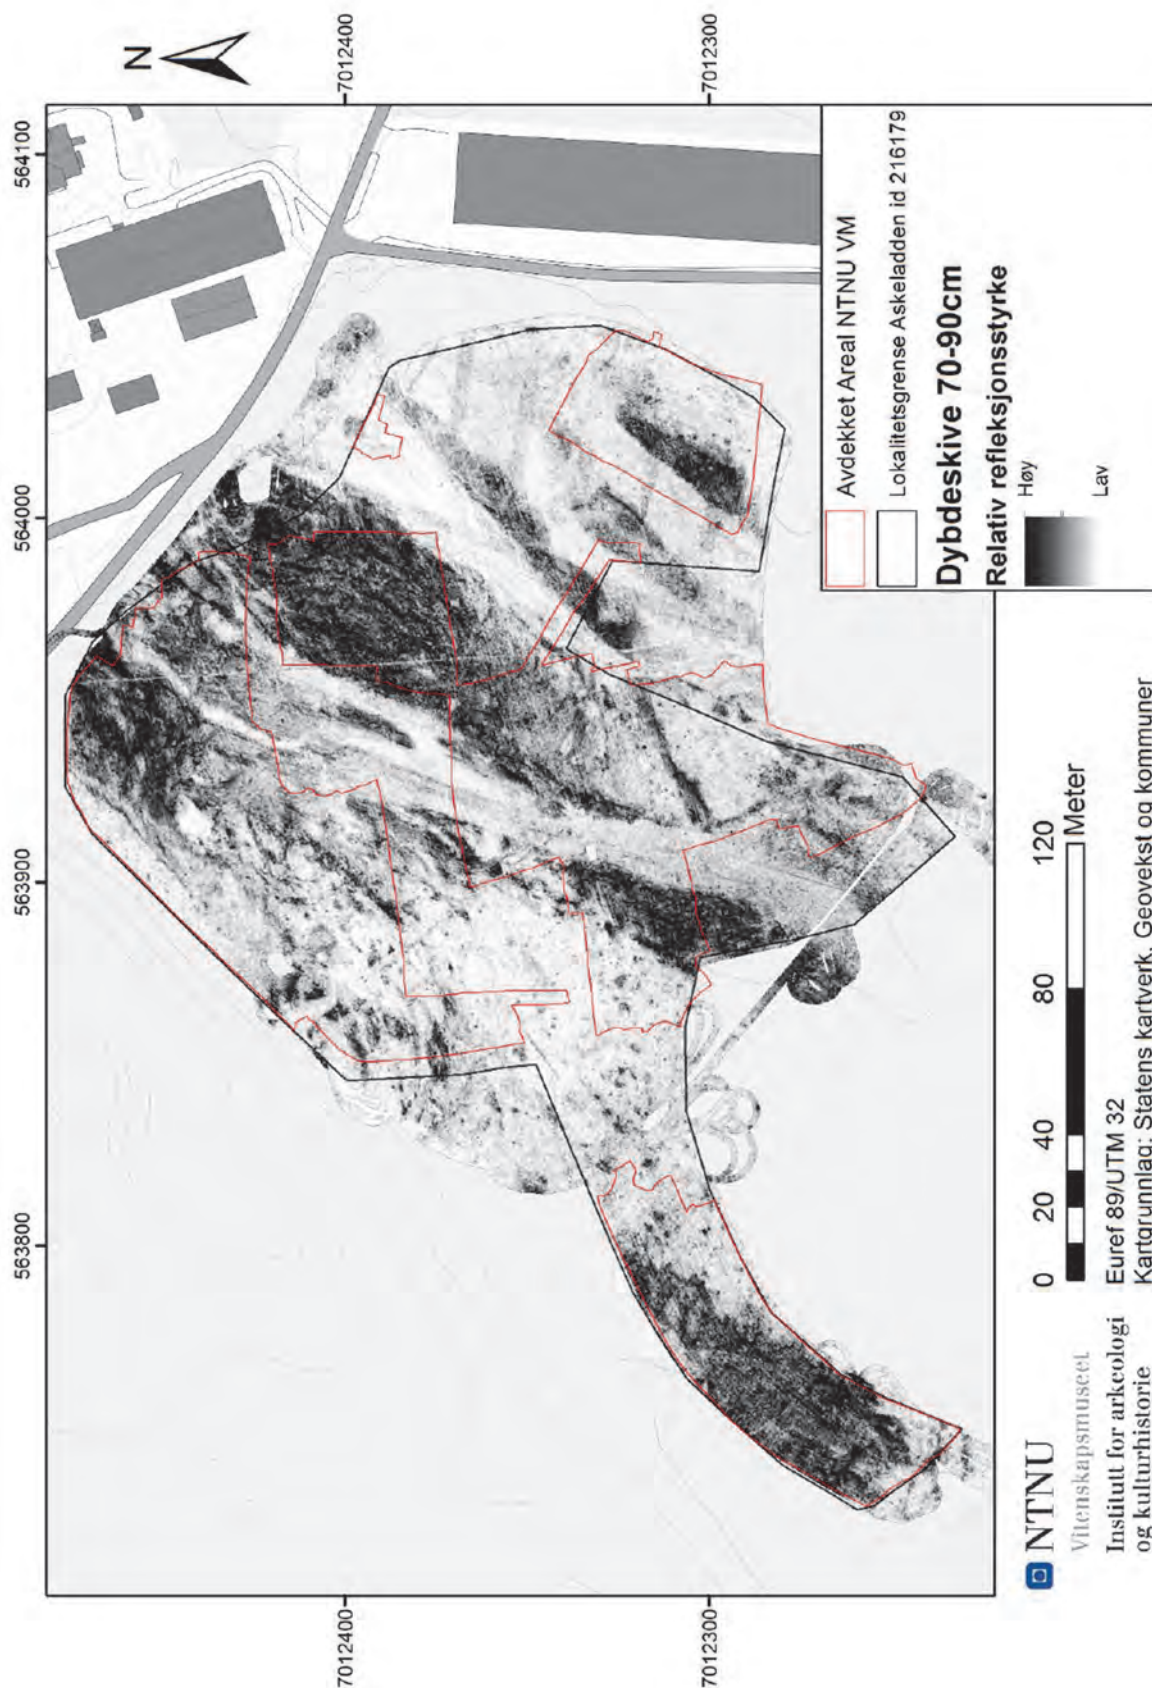 N
564100
564000
563900
563800
7012400
7012300
7012400
7012300
Avdekket Areal NTNU VM
Lokalitetsgrense Askeladden id 216179
Dybdeskive 70-90cm
Relativ refleksjonsstyrke
Høy
Lav
0 20 40 80 120
Meter
Euref 89/UTM 32
Kartgrunnlag: Statens kartverk, Geovekst og kommuner
NTNU
Vitenskapsmuseet
Institutt for arkeologi
og kulturhistorie